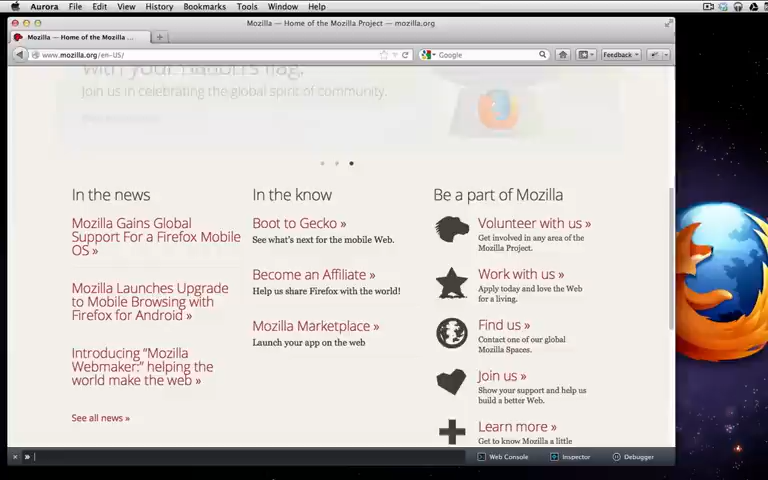 Aurora File Edit View History Bookmarks Tools Window Help
Mozilla — Home of the Mozilla Project — mozilla.org
Mozilla — Home of the Mozilla ...
www.mozilla.org/en-US/
Google
Feedback
with your nation's flag.
Join us in celebrating the global spirit of community.
In the news
Mozilla Gains Global
Support For a Firefox Mobile
OS »
Mozilla Launches Upgrade
to Mobile Browsing with
Firefox for Android »
Introducing “Mozilla
Webmaker:” helping the
world make the web »
See all news »
In the know
Boot to Gecko »
See what's next for the mobile Web.
Become an Affiliate »
Help us share Firefox with the world!
Mozilla Marketplace »
Launch your app on the web
Be a part of Mozilla
Volunteer with us »
Get involved in any area of the
Mozilla Project.
Work with us »
Apply today and love the Web
for a living.
Find us »
Contact one of our global
Mozilla Spaces.
Join us »
Show your support and help us
build a better Web.
Learn more »
Get to know Mozilla a little
» Web Console Inspector Debugger